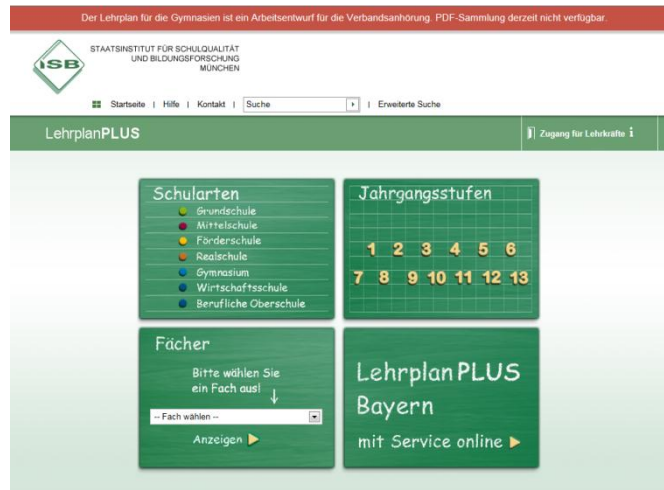 Der Lehrplan für die Gymnasien ist ein Arbeitsentwurf für die Verbandsanhörung. PDF-Sammlung derzeit nicht verfügbar.
ISB
STAATSINSTITUT FÜR SCHULQUALITÄT
UND BILDUNGSFORSCHUNG
MÜNCHEN
Startseite | Hilfe | Kontakt | Suche | Erweiterte Suche
LehrplanPLUS
Zugang für Lehrkräfte i
Schularten
Grundschule
Mittelschule
Förderschule
Realschule
Gymnasium
Wirtschaftsschule
Berufliche Oberschule
Jahrgangsstufen
1 2 3 4 5 6
7 8 9 10 11 12 13
Fächer
Bitte wählen Sie
ein Fach aus!
-- Fach wählen --
Anzeigen
LehrplanPLUS
Bayern
mit Service online